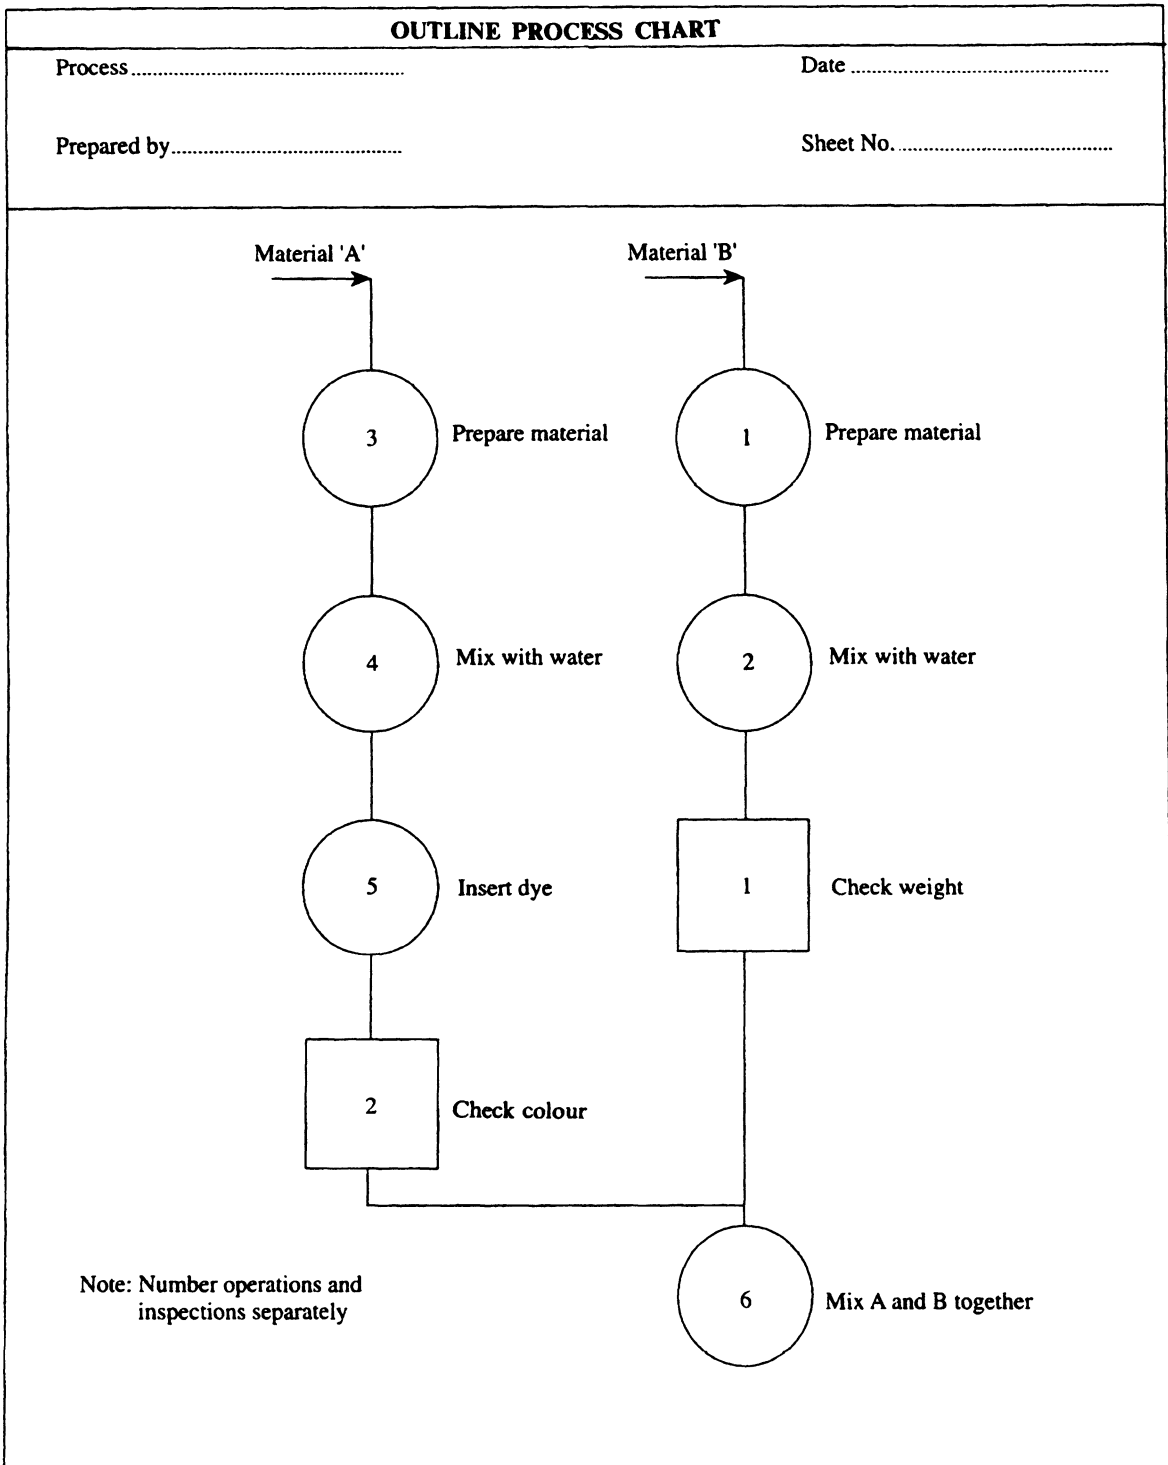 OUTLINE PROCESS CHART
Process ............................................... Date ............................................
Prepared by........................................ Sheet No. .....................................
Material 'A' Material 'B'
3 Prepare material 1 Prepare material
4 Mix with water 2 Mix with water
5 Insert dye 1 Check weight
2 Check colour
Note: Number operations and
inspections separately
6 Mix A and B together